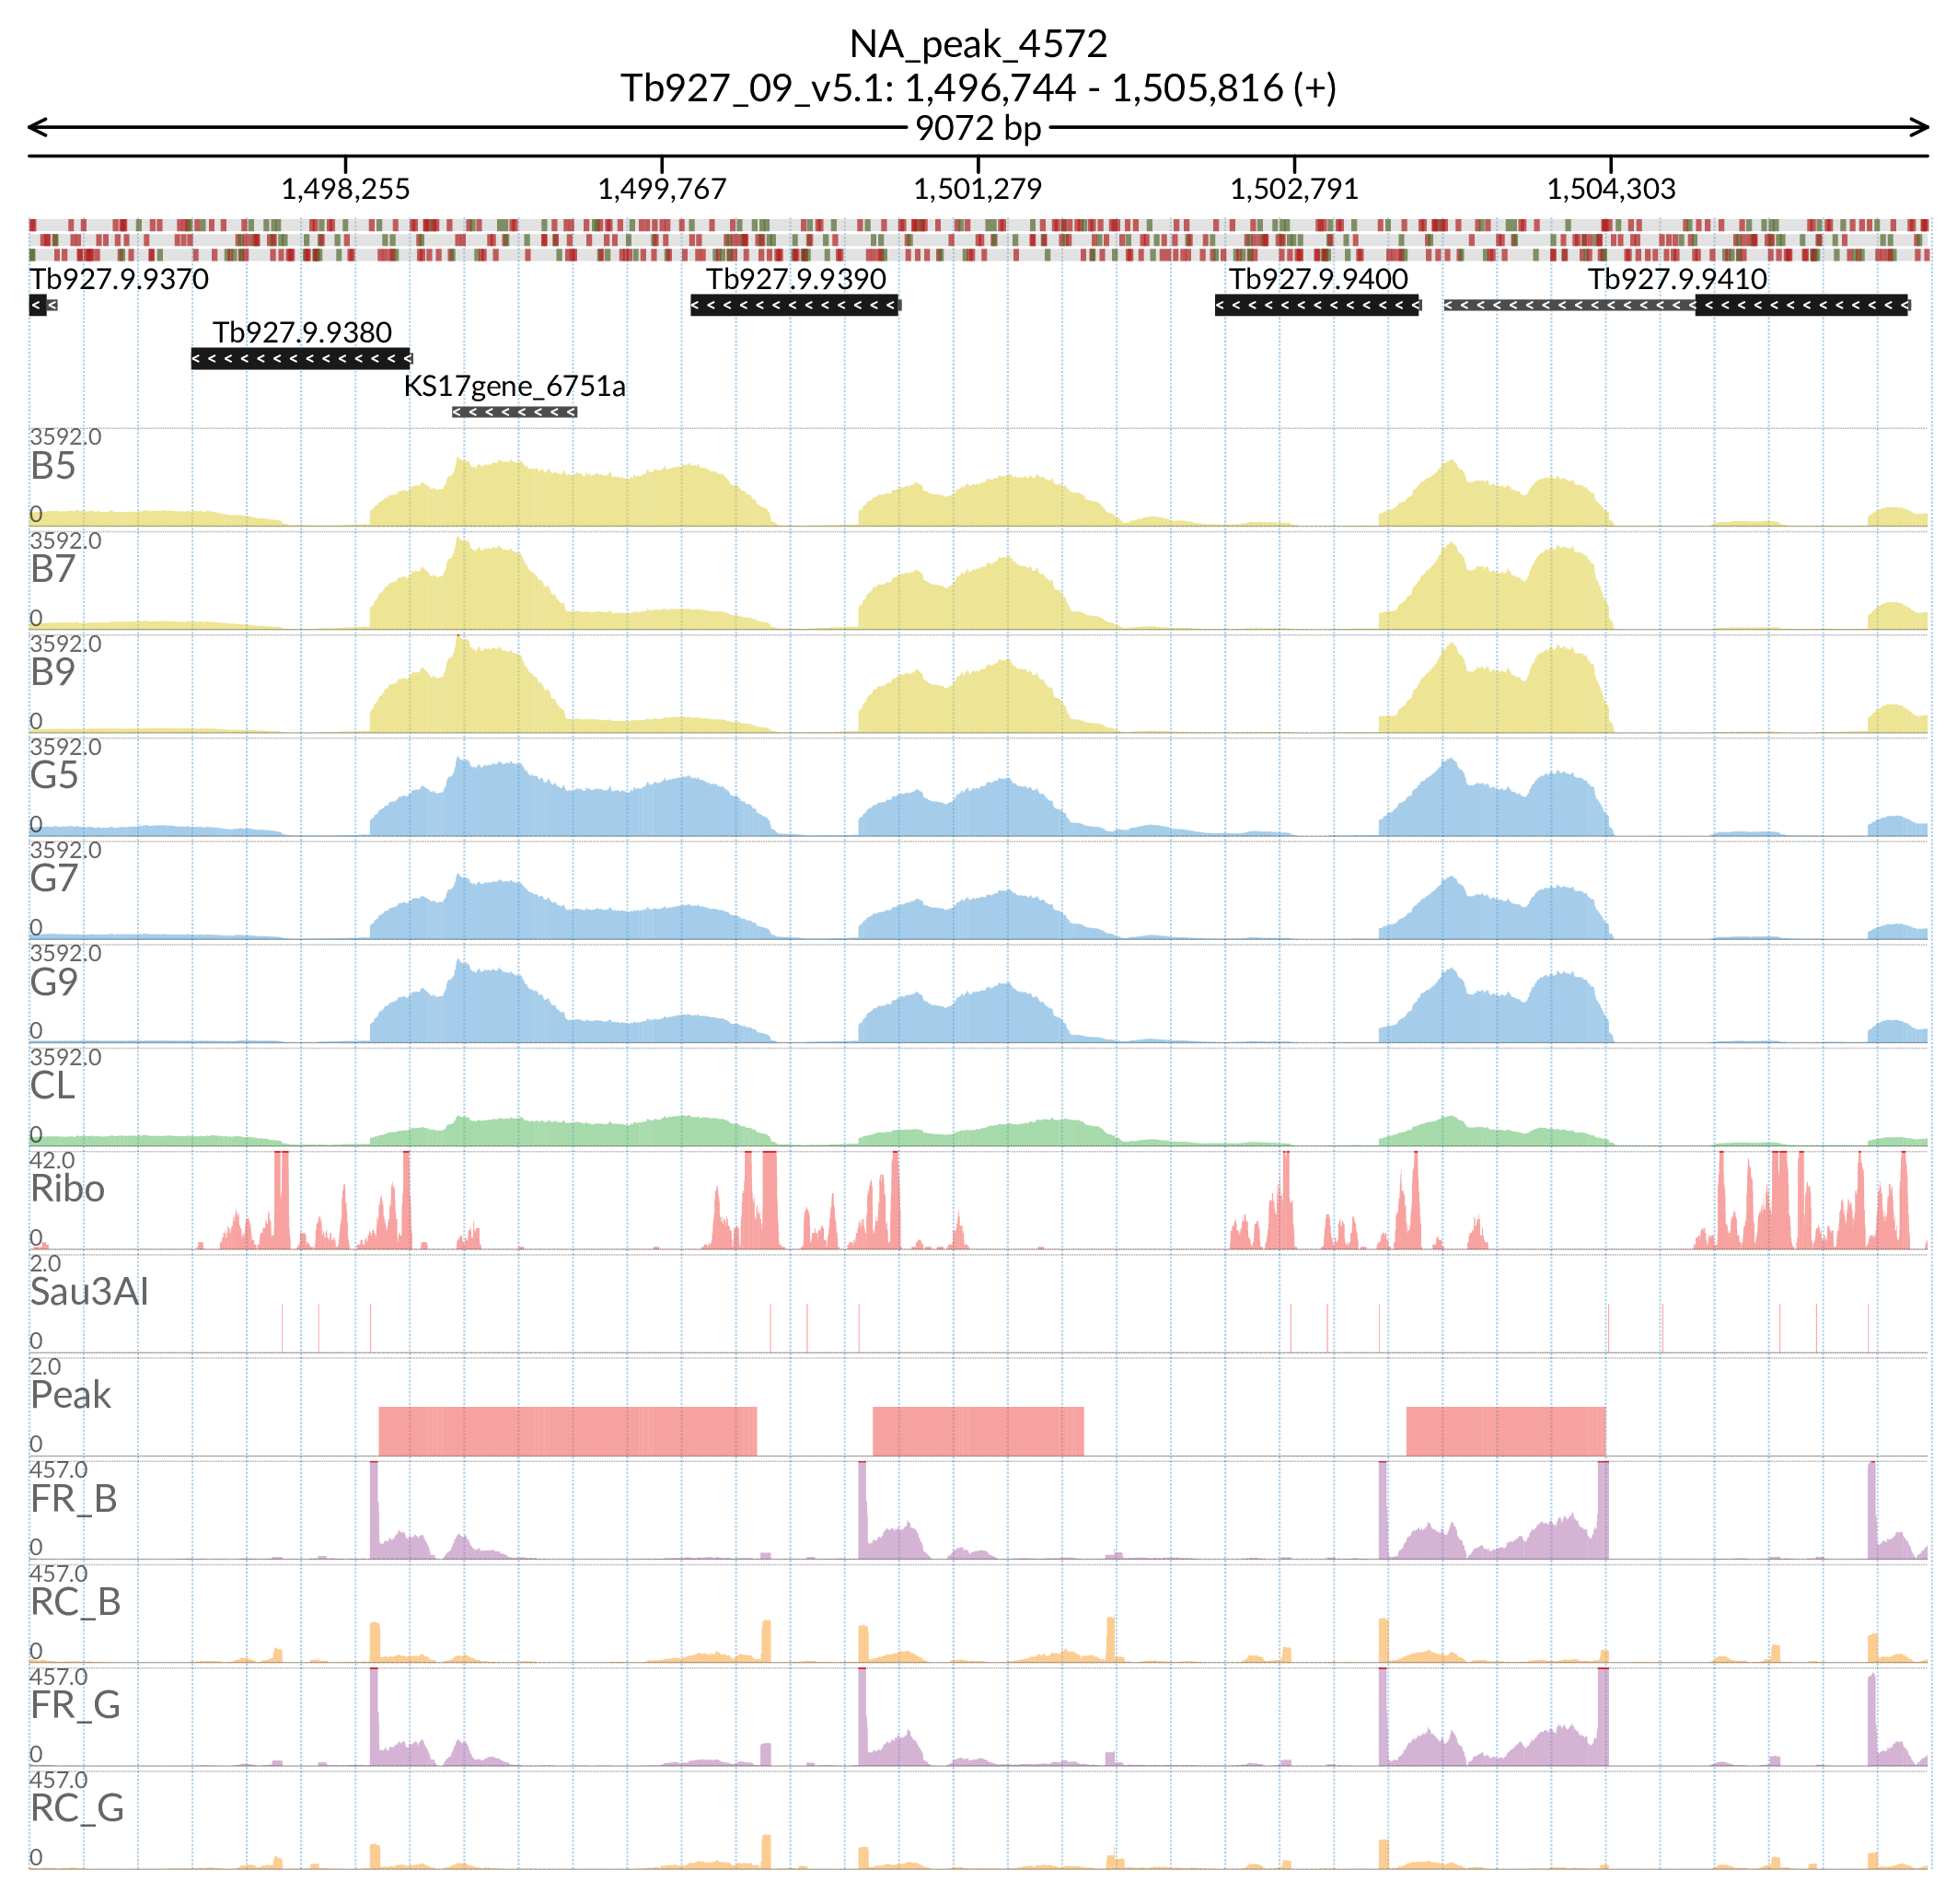 NA_peak_4572
Tb927_09_v5.1: 1,496,744 - 1,505,816 (+)
9072 bp
1,498,255 1,499,767 1,501,279 1,502,791 1,504,303
Tb927.9.9370 Tb927.9.9390 Tb927.9.9400 Tb927.9.9410
Tb927.9.9380
KS17gene_6751a
3592.0
B5
0
3592.0
B7
0
3592.0
B9
0
3592.0
G5
0
3592.0
G7
0
3592.0
G9
0
3592.0
CL
0
42.0
Ribo
0
2.0
Sau3AI
0
2.0
Peak
0
457.0
FR_B
0
457.0
RC_B
0
457.0
FR_G
0
457.0
RC_G
0